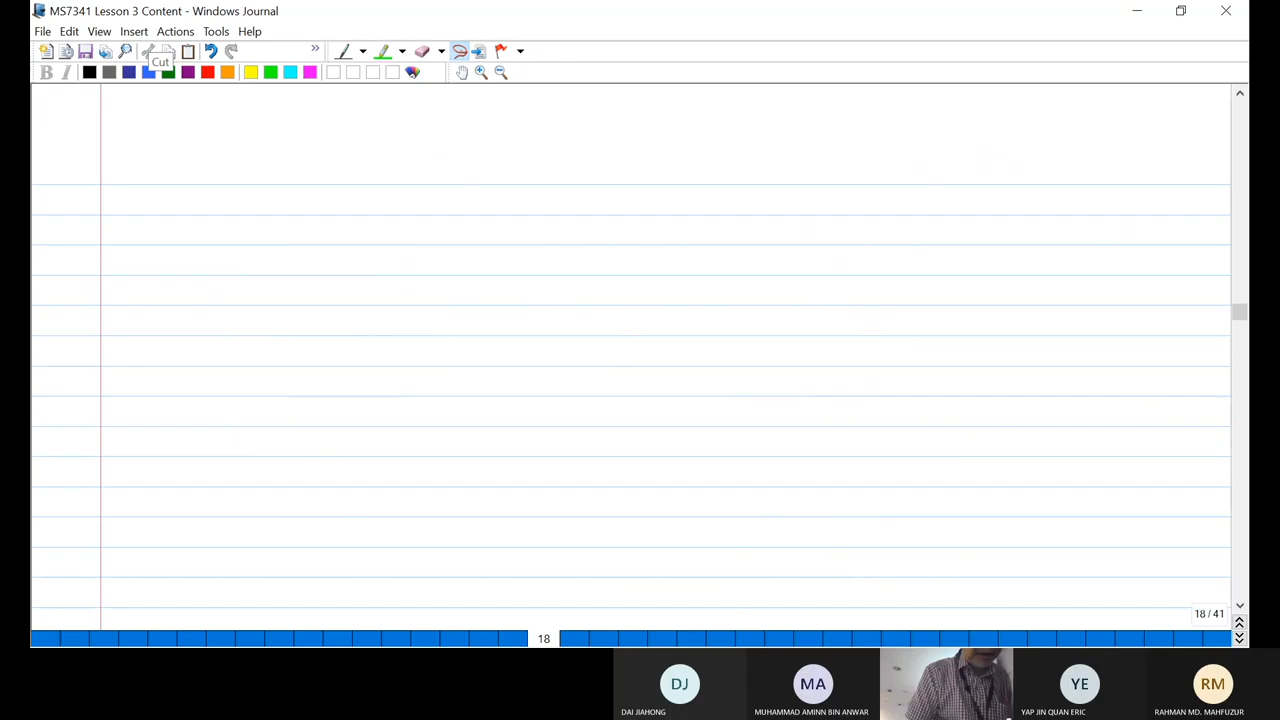 MS7341 Lesson 3 Content - Windows Journal
File Edit View Insert Actions Tools Help
Cut
B I
18 / 41
18
DJ MA YE RM
DAI JIAHONG MUHAMMAD AMINN BIN ANWAR YAP JIN QUAN ERIC RAHMAN MD. MAHFUZUR